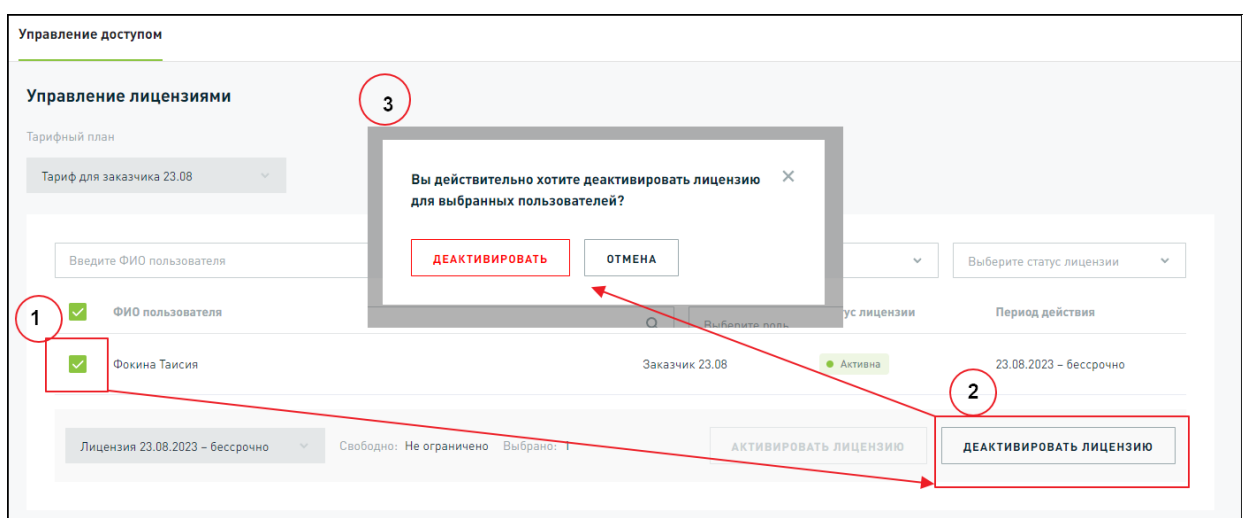 Управление доступом
Управление лицензиями
3
Тарифный план
Тариф для заказчика 23.08
Вы действительно хотите деактивировать лицензию
для выбранных пользователей?
ДЕАКТИВИРОВАТЬ
ОТМЕНА
Введите ФИО пользователя
Выберите статус лицензии
1
ФИО пользователя
Выберите роль
ус лицензии
Период действия
Фокина Таисия
Заказчик 23.08
Активна
23.08.2023 – бессрочно
2
Лицензия 23.08.2023 – бессрочно
Свободно: Не ограничено Выбрано: 1
АКТИВИРОВАТЬ ЛИЦЕНЗИЮ
ДЕАКТИВИРОВАТЬ ЛИЦЕНЗИЮ